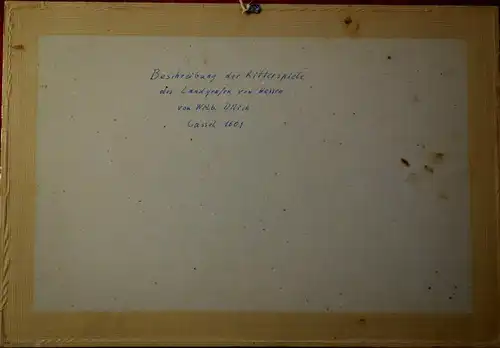 Beschreibung der Ritterspiele
des Landgrafen von Hessen
von Wilh. Dilich
Cassel 1601